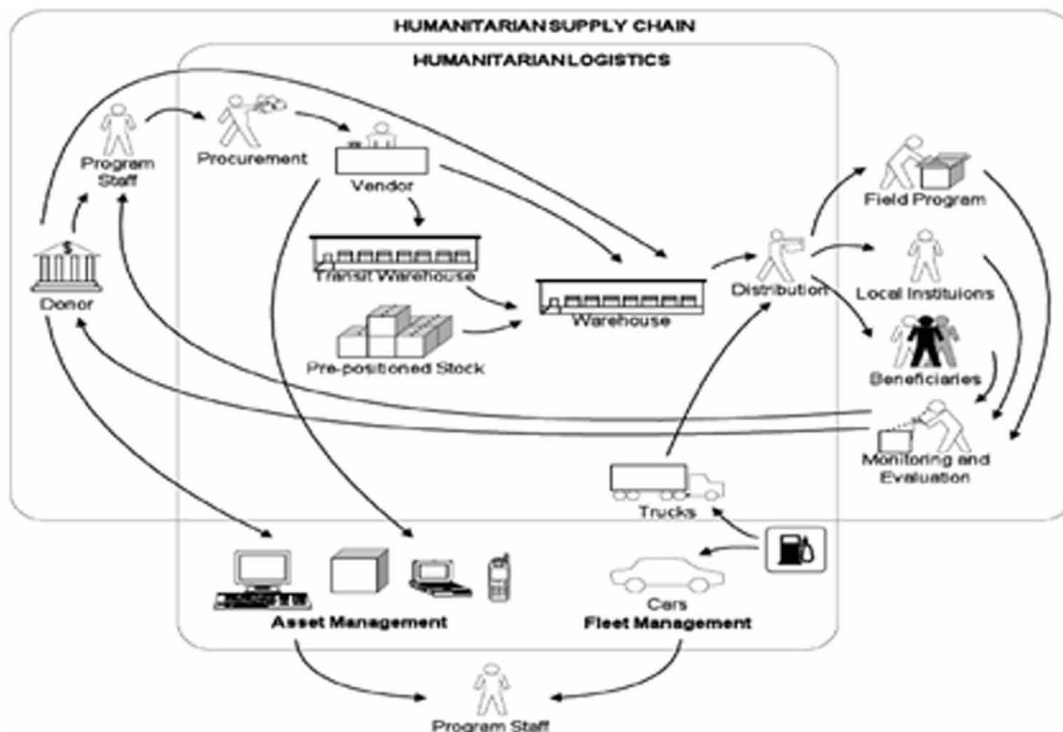 HUMANITARIAN SUPPLY CHAIN
HUMANITARIAN LOGISTICS
Program
Staff
Procurement
Vendor
Field Program
Donor
Transit Warehouse
Warehouse
Distribution
Local Instituions
Pre-positioned Stock
Beneficiaries
Monitoring and
Evaluation
Trucks
Cars
Asset Management
Fleet Management
Program Staff
$